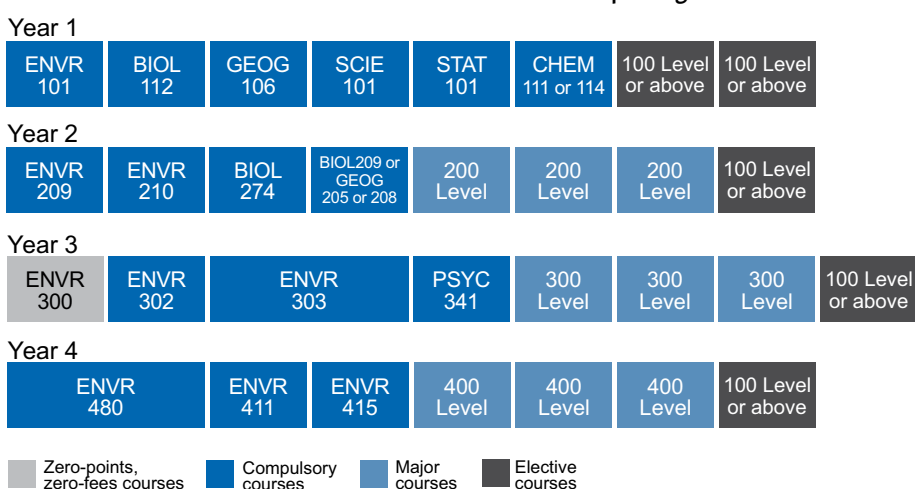 Year 1
ENVR
101
BIOL
112
GEOG
106
SCIE
101
STAT
101
CHEM
111 or 114
100 Level
or above
100 Level
or above
Year 2
ENVR
209
ENVR
210
BIOL
274
BIOL209 or
GEOG
205 or 208
200
Level
200
Level
200
Level
100 Level
or above
Year 3
ENVR
300
ENVR
302
ENVR
303
PSYC
341
300
Level
300
Level
300
Level
100 Level
or above
Year 4
ENVR
480
ENVR
411
ENVR
415
400
Level
400
Level
400
Level
100 Level
or above
Zero-points,
zero-fees courses
Compulsory
courses
Major
courses
Elective
courses